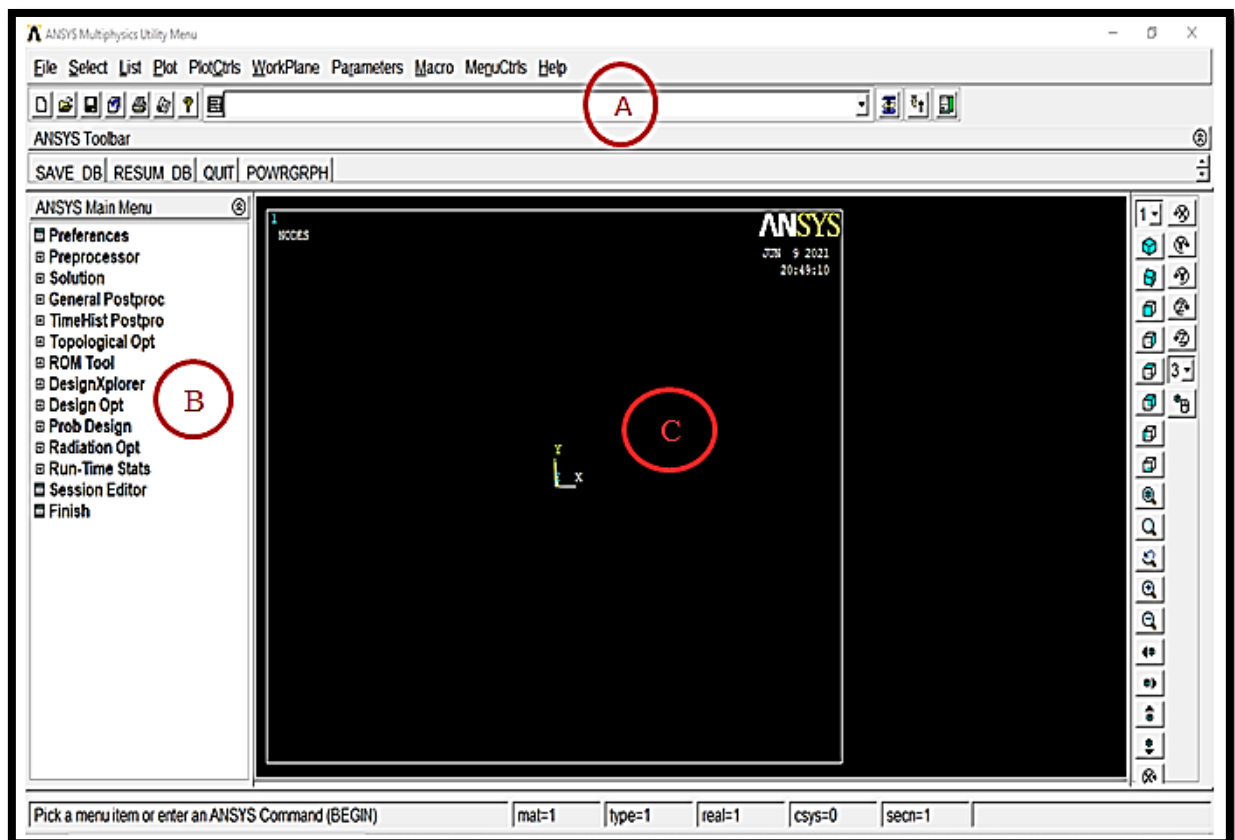 ANSYS Multiphysics Utility Menu
File Select List Plot PlotCtrls WorkPlane Parameters Macro MenuCtrls Help
A
ANSYS Toolbar
SAVE_DB RESUM_DB QUIT POWRGRPH
ANSYS Main Menu
Preferences
Preprocessor
Solution
General Postproc
TimeHist Postpro
Topological Opt
ROM Tool
DesignXplorer
Design Opt
Prob Design
Radiation Opt
Run-Time Stats
Session Editor
Finish
B
1
NODES
ANSYS
JUN 9 2021
20:49:10
C
Y
X
1
3
Pick a menu item or enter an ANSYS Command (BEGIN) mat=1 type=1 real=1 csys=0 secn=1